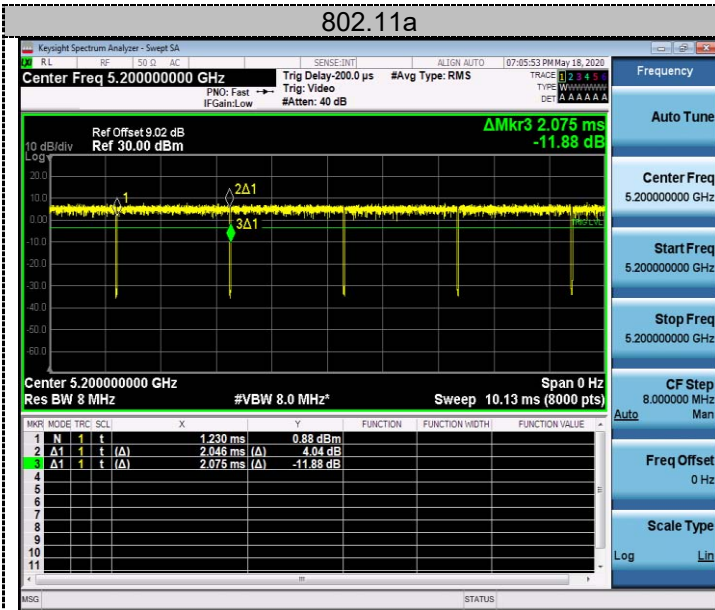 802.11a
Keysight Spectrum Analyzer - Swept SA
RL RF 50 Ω AC SENSE:INT ALIGN AUTO 07:05:53 PM May 18, 2020
Center Freq 5.200000000 GHz
PNO: Fast
IFGain:Low
Trig Delay-200.0 µs
Trig: Video
#Atten: 40 dB
#Avg Type: RMS
TRACE 1 2 3 4 5 6
TYPE WWWWWW
DET A A A A A A
Ref Offset 9.02 dB
10 dB/div Ref 30.00 dBm
Log
ΔMkr3 2.075 ms
-11.88 dB
20.0
10.0
0.00
-10.0
-20.0
-30.0
-40.0
-50.0
-60.0
1
2Δ1
3Δ1
TRIG LVL
Center 5.200000000 GHz Span 0 Hz
Res BW 8 MHz #VBW 8.0 MHz* Sweep 10.13 ms (8000 pts)
MKR MODE TRC SCL X Y FUNCTION FUNCTION WIDTH FUNCTION VALUE
1 N 1 t 1.230 ms 0.88 dBm
2 Δ1 1 t (Δ) 2.046 ms (Δ) 4.04 dB
3 Δ1 1 t (Δ) 2.075 ms (Δ) -11.88 dB
4
5
6
7
8
9
10
11
MSG STATUS
Frequency
Auto Tune
Center Freq
5.200000000 GHz
Start Freq
5.200000000 GHz
Stop Freq
5.200000000 GHz
CF Step
8.000000 MHz
Auto Man
Freq Offset
0 Hz
Scale Type
Log Lin